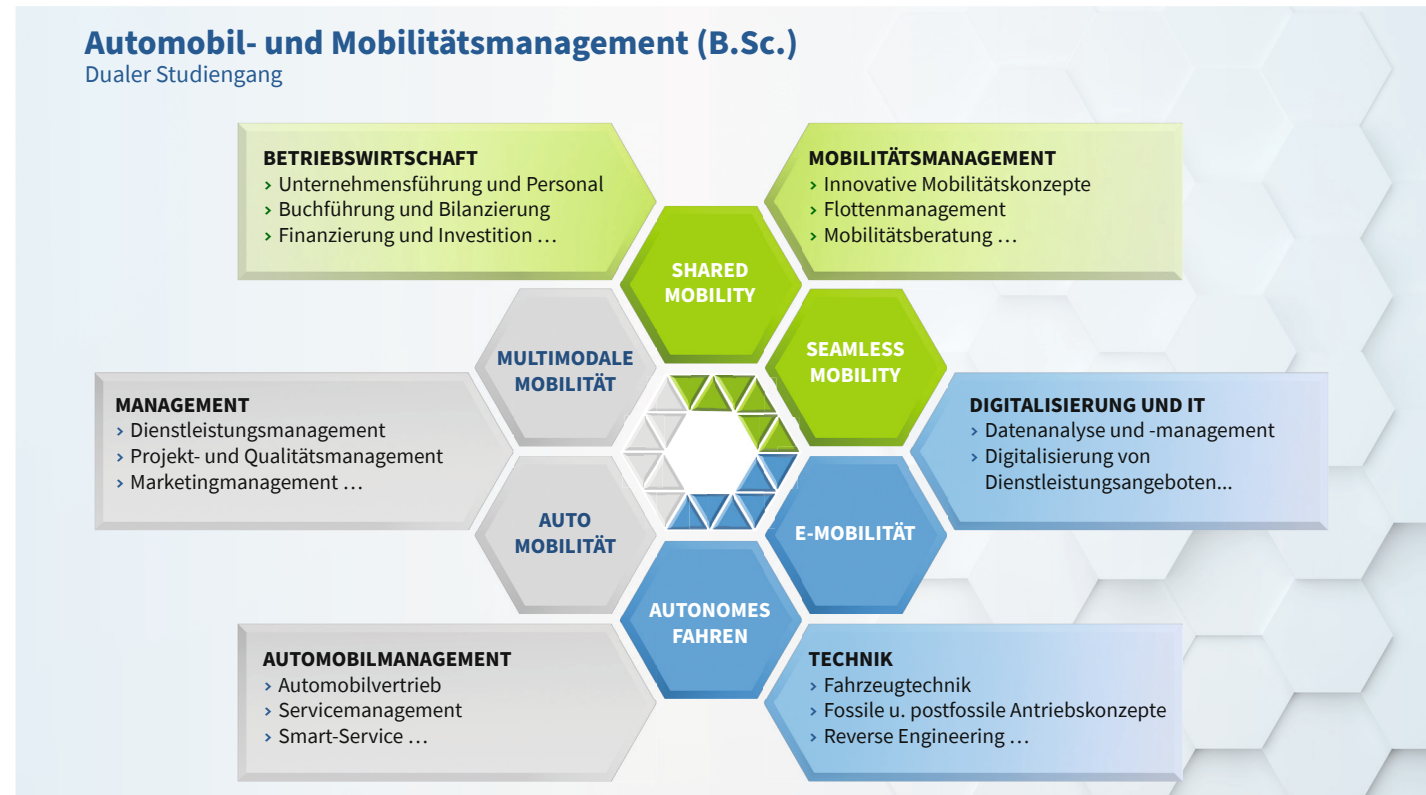 Automobil- und Mobilitätsmanagement (B.Sc.)
Dualer Studiengang
BETRIEBSWIRTSCHAFT
› Unternehmensführung und Personal
› Buchführung und Bilanzierung
› Finanzierung und Investition …
MOBILITÄTSMANAGEMENT
› Innovative Mobilitätskonzepte
› Flottenmanagement
› Mobilitätsberatung …
SHARED
MOBILITY
MULTIMODALE
MOBILITÄT
SEAMLESS
MOBILITY
MANAGEMENT
› Dienstleistungsmanagement
› Projekt- und Qualitätsmanagement
› Marketingmanagement …
DIGITALISIERUNG UND IT
› Datenanalyse und -management
› Digitalisierung von
Dienstleistungsangeboten...
AUTO
MOBILITÄT
E-MOBILITÄT
AUTONOMES
FAHREN
AUTOMOBILMANAGEMENT
› Automobilvertrieb
› Servicemanagement
› Smart-Service …
TECHNIK
› Fahrzeugtechnik
› Fossile u. postfossile Antriebskonzepte
› Reverse Engineering …